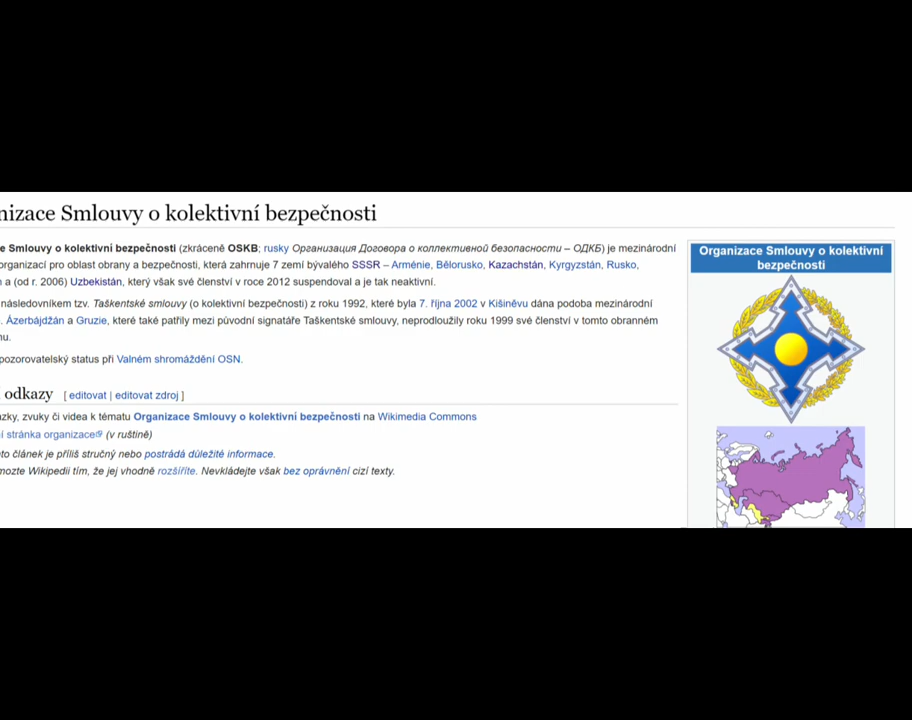 nizace Smlouvy o kolektivní bezpečnosti
e Smlouvy o kolektivní bezpečnosti (zkráceně OSKB; rusky Организация Договора о коллективной безопасности – ОДКБ) je mezinárodní
organizací pro oblast obrany a bezpečnosti, která zahrnuje 7 zemí bývalého SSSR – Arménie, Bělorusko, Kazachstán, Kyrgyzstán, Rusko,
a (od r. 2006) Uzbekistán, který však své členství v roce 2012 suspendoval a je tak neaktivní.
následovníkem tzv. Taškentské smlouvy (o kolektivní bezpečnosti) z roku 1992, které byla 7. října 2002 v Kišiněvu dána podoba mezinárodní
. Ázerbájdžán a Gruzie, které také patřily mezi původní signatáře Taškentské smlouvy, neprodloužily roku 1999 své členství v tomto obranném
nu.
pozorovatelský status při Valném shromáždění OSN.
odkazy [ editovat | editovat zdroj ]
ázky, zvuky či videa k tématu Organizace Smlouvy o kolektivní bezpečnosti na Wikimedia Commons
í stránka organizace (v ruštině)
to článek je příliš stručný nebo postrádá důležité informace.
mozte Wikipedii tím, že jej vhodně rozšíříte. Nevkládejte však bez oprávnění cizí texty.
Organizace Smlouvy o kolektivní
bezpečnosti